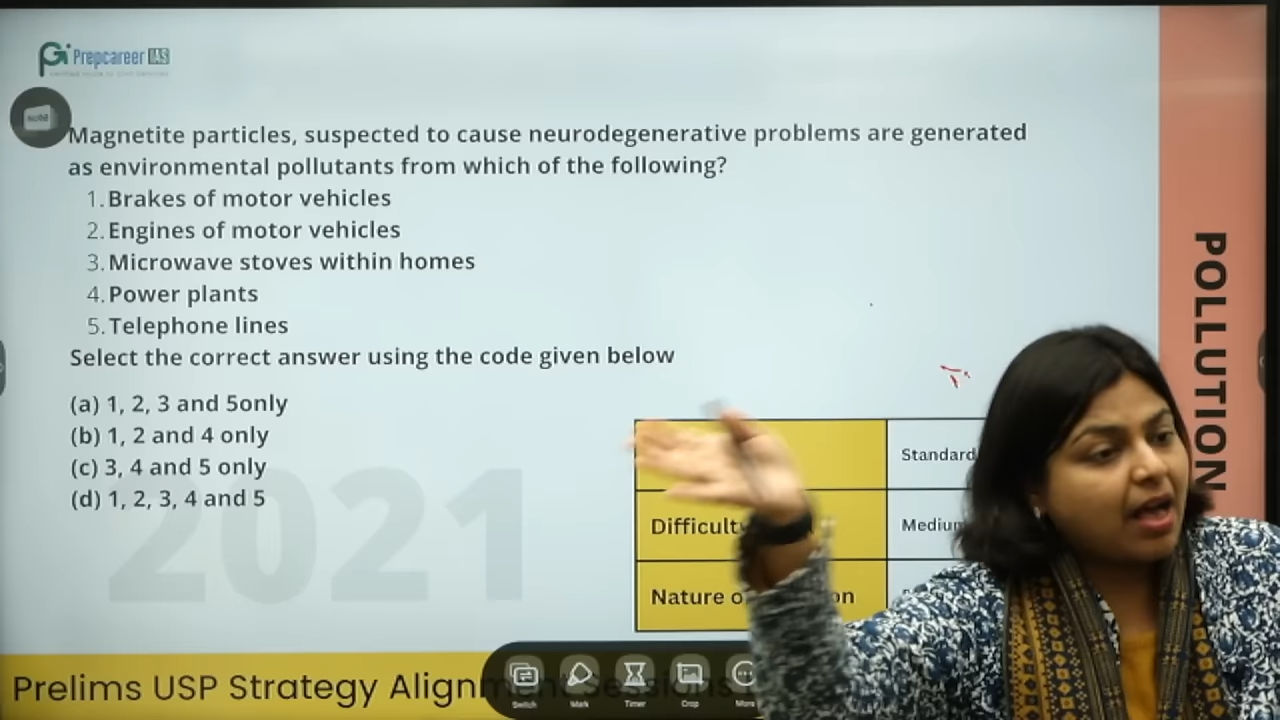 Prepcareer IAS
Magnetite particles, suspected to cause neurodegenerative problems are generated
as environmental pollutants from which of the following?
1. Brakes of motor vehicles
2. Engines of motor vehicles
3. Microwave stoves within homes
4. Power plants
5. Telephone lines
Select the correct answer using the code given below
(a) 1, 2, 3 and 5only
(b) 1, 2 and 4 only
(c) 3, 4 and 5 only
(d) 1, 2, 3, 4 and 5
2021
Standard
Difficulty
Medium
Nature
POLLUTION
Prelims USP Strategy
Switch
Mark
Timer
Crop
More